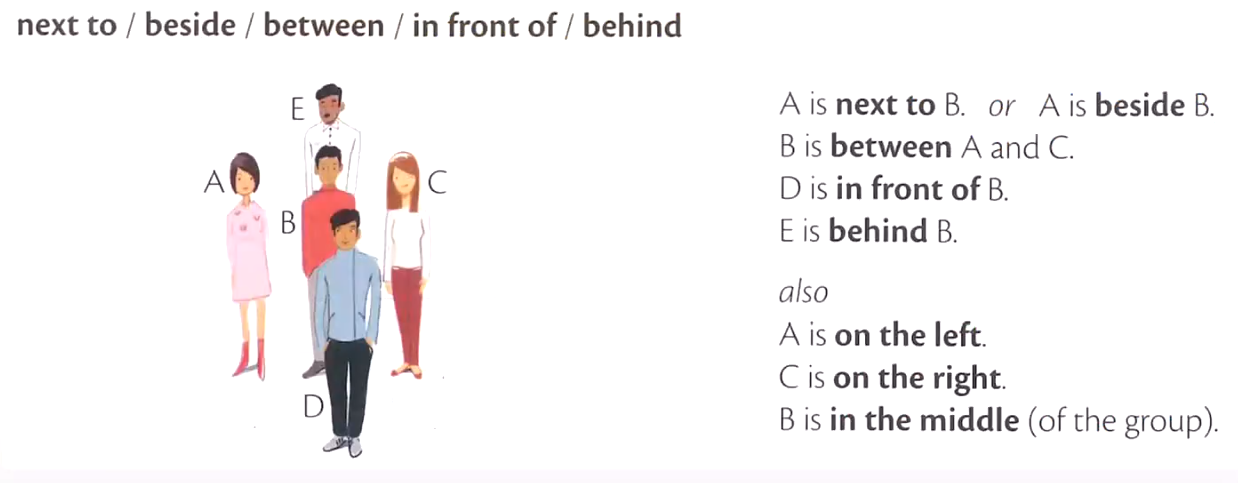 next to / beside / between / in front of / behind
E
A
C
B
D
A is next to B. or A is beside B.
B is between A and C.
D is in front of B.
E is behind B.
also
A is on the left.
C is on the right.
B is in the middle (of the group).